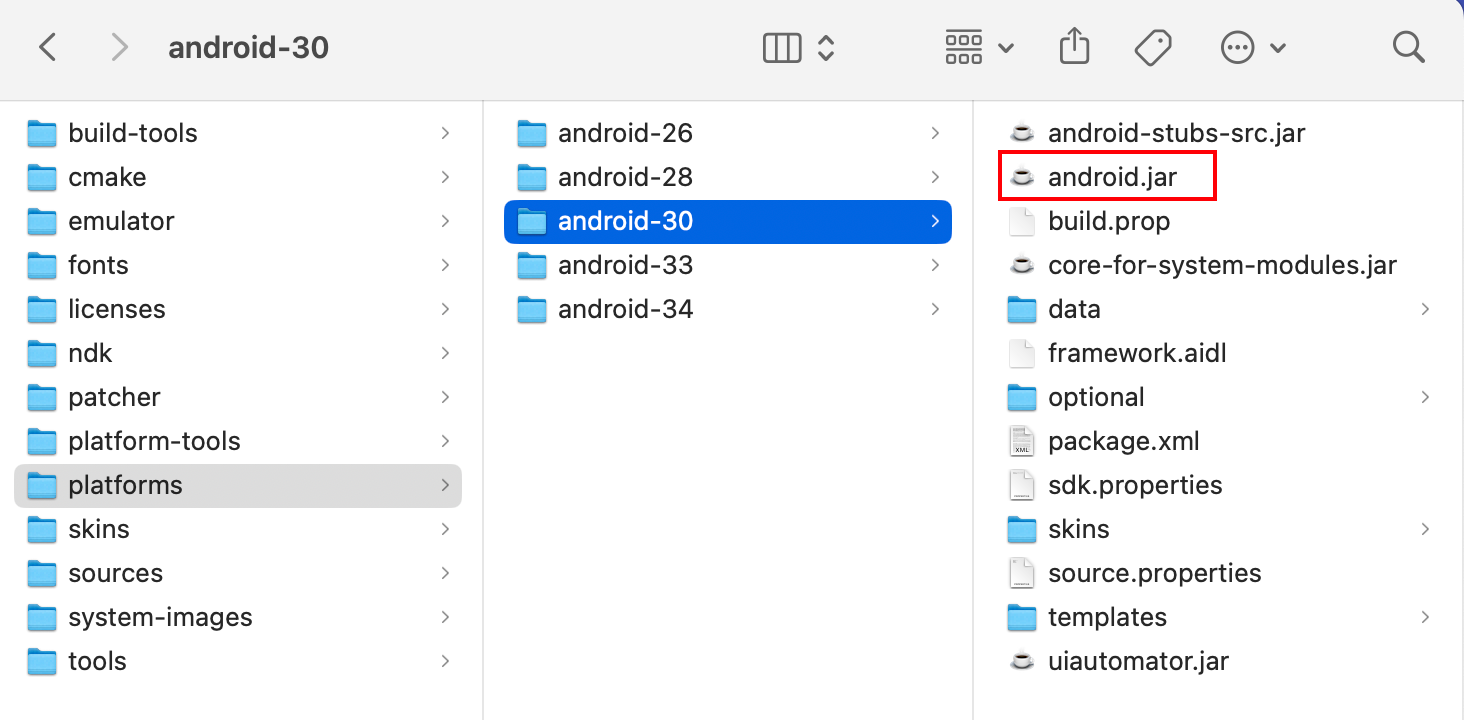 android-30
build-tools
cmake
emulator
fonts
licenses
ndk
patcher
platform-tools
platforms
skins
sources
system-images
tools
android-26
android-28
android-30
android-33
android-34
android-stubs-src.jar
android.jar
build.prop
core-for-system-modules.jar
data
framework.aidl
optional
package.xml
sdk.properties
skins
source.properties
templates
uiautomator.jar
XML